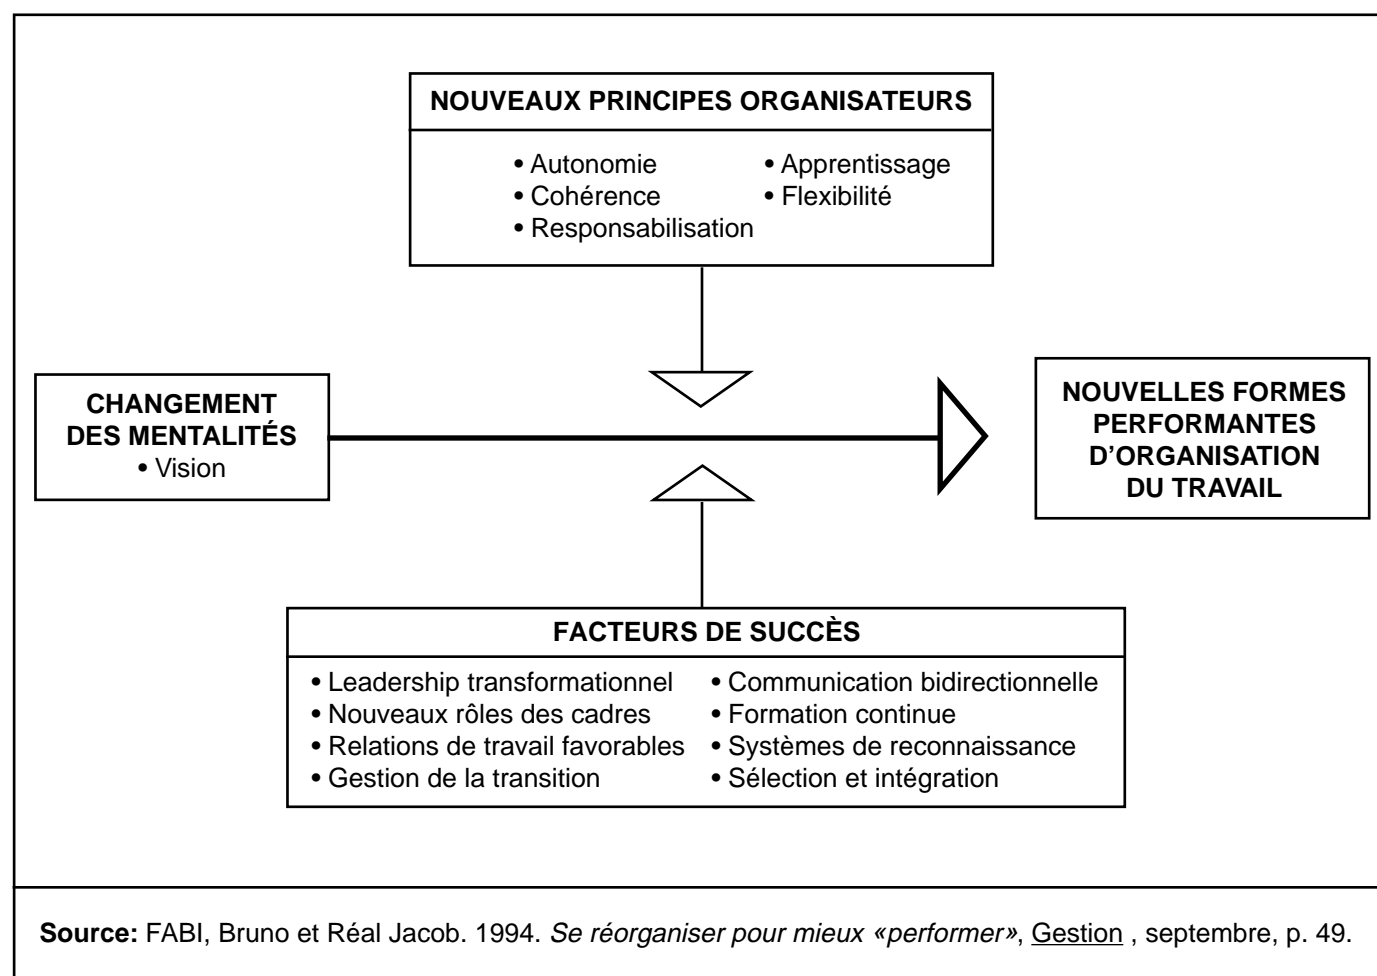 NOUVEAUX PRINCIPES ORGANISATEURS
• Autonomie
• Cohérence
• Responsabilisation
• Apprentissage
• Flexibilité
CHANGEMENT
DES MENTALITÉS
• Vision
NOUVELLES FORMES
PERFORMANTES
D’ORGANISATION
DU TRAVAIL
FACTEURS DE SUCCÈS
• Leadership transformationnel
• Nouveaux rôles des cadres
• Relations de travail favorables
• Gestion de la transition
• Communication bidirectionnelle
• Formation continue
• Systèmes de reconnaissance
• Sélection et intégration
Source: FABI, Bruno et Réal Jacob. 1994. Se réorganiser pour mieux «performer», Gestion , septembre, p. 49.